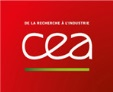 DE LA RECHERCHE À L'INDUSTRIE
cea